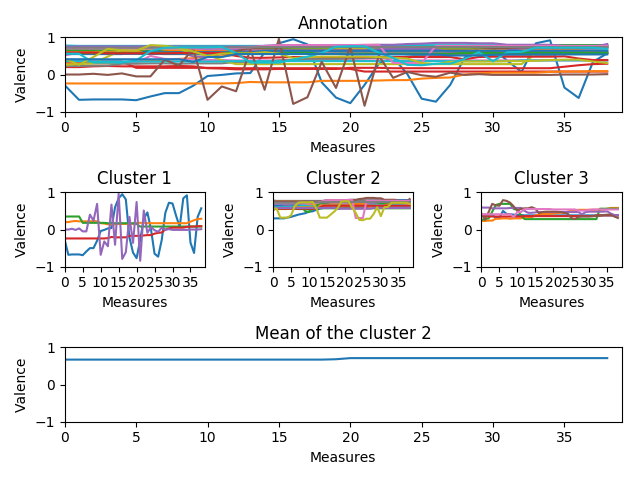 Annotation
1
0
−1
Valence
0 5 10 15 20 25 30 35
Measures
Cluster 1 Cluster 2 Cluster 3
1 1 1
0 0 0
−1 −1 −1
Valence Valence Valence
0 5 10 15 20 25 30 35 0 5 10 15 20 25 30 35 0 5 10 15 20 25 30 35
Measures Measures Measures
Mean of the cluster 2
1
0
−1
Valence
0 5 10 15 20 25 30 35
Measures